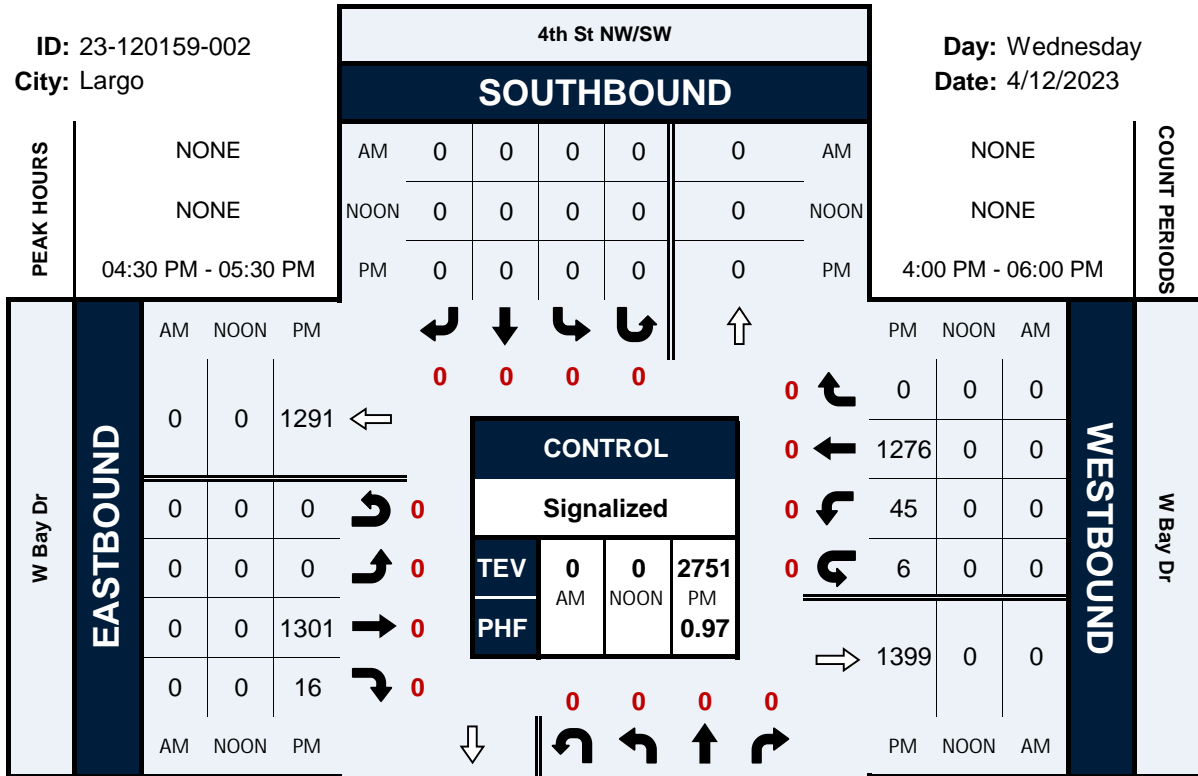 ID: 23-120159-002
City: Largo
4th St NW/SW
SOUTHBOUND
Day: Wednesday
Date: 4/12/2023
PEAK HOURS
NONE
NONE
04:30 PM - 05:30 PM
AM 0 0 0 0 0 AM
NOON 0 0 0 0 0 NOON
PM 0 0 0 0 0 PM
NONE
NONE
4:00 PM - 06:00 PM
COUNT PERIODS
0 0 0 0
W Bay Dr
EASTBOUND
AM NOON PM
0 0 1291
0 0 0 0
0 0 0 0
0 0 1301 0
0 0 16 0
AM NOON PM
CONTROL
Signalized
TEV 0 0 2751
AM NOON PM
PHF 0.97
PM NOON AM
0 0 0 0
0 1276 0 0
0 45 0 0
0 6 0 0
1399 0 0
PM NOON AM
WESTBOUND
W Bay Dr
0 0 0 0